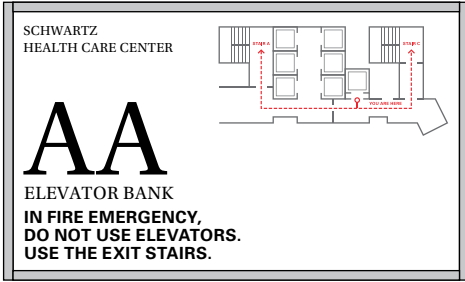 SCHWARTZ
HEALTH CARE CENTER
STAIR A
STAIR C
YOU ARE HERE
AA
ELEVATOR BANK
IN FIRE EMERGENCY,
DO NOT USE ELEVATORS.
USE THE EXIT STAIRS.